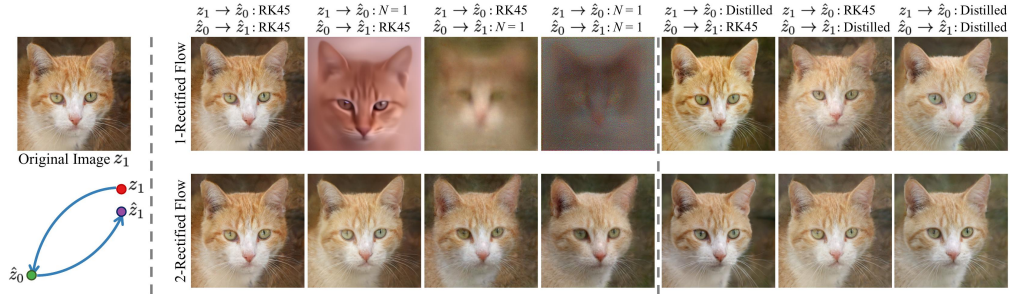 z₁ → ẑ₀ : RK45
ẑ₀ → ẑ₁ : RK45
z₁ → ẑ₀ : N = 1
ẑ₀ → ẑ₁ : RK45
z₁ → ẑ₀ : RK45
ẑ₀ → ẑ₁ : N = 1
z₁ → ẑ₀ : N = 1
ẑ₀ → ẑ₁ : N = 1
z₁ → ẑ₀ : Distilled
ẑ₀ → ẑ₁ : RK45
z₁ → ẑ₀ : RK45
ẑ₀ → ẑ₁ : Distilled
z₁ → ẑ₀ : Distilled
ẑ₀ → ẑ₁ : Distilled
1-Rectified Flow
Original Image z₁
z₁
ẑ₁
ẑ₀
2-Rectified Flow